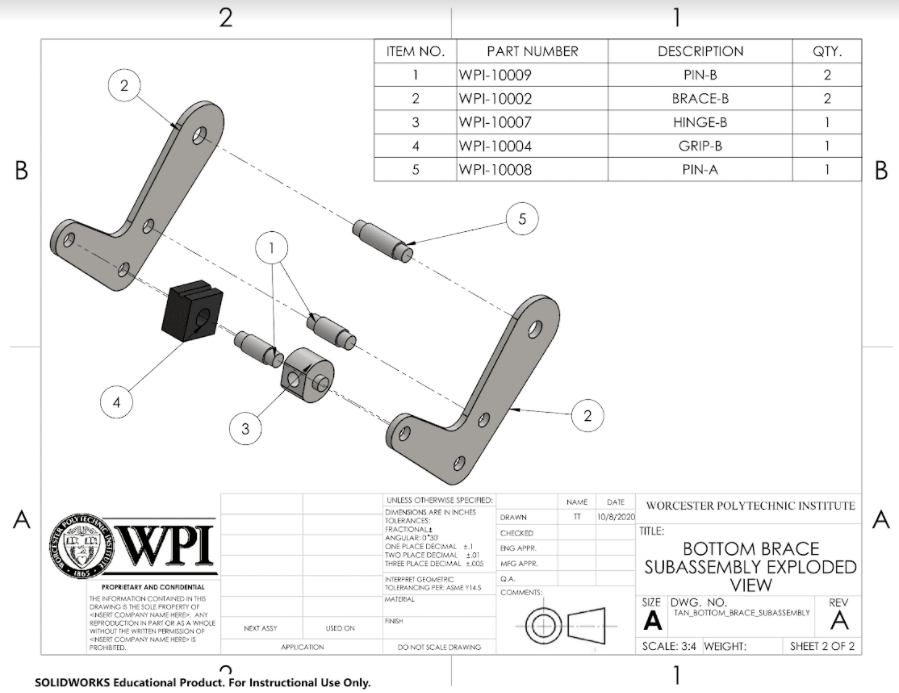 2 1
ITEM NO. PART NUMBER DESCRIPTION QTY.
1 WPI-10009 PIN-B 2
2 WPI-10002 BRACE-B 2
3 WPI-10007 HINGE-B 1
4 WPI-10004 GRIP-B 1
5 WPI-10008 PIN-A 1
B B
2
5
1
4
3
2
A A
WORCESTER POLYTECHNIC INSTITUTE
1865
WPI
PROPRIETARY AND CONFIDENTIAL
THE INFORMATION CONTAINED IN THIS
DRAWING IS THE SOLE PROPERTY OF
<INSERT COMPANY NAME HERE>. ANY
REPRODUCTION IN PART OR AS A WHOLE
WITHOUT THE WRITTEN PERMISSION OF
<INSERT COMPANY NAME HERE> IS
PROHIBITED.
NEXT ASSY USED ON
APPLICATION
UNLESS OTHERWISE SPECIFIED:
DIMENSIONS ARE IN INCHES
TOLERANCES:
FRACTIONAL±
ANGULAR: 0°30'
ONE PLACE DECIMAL ±.1
TWO PLACE DECIMAL ±.01
THREE PLACE DECIMAL ±.005
INTERPRET GEOMETRIC
TOLERANCING PER: ASME Y14.5
MATERIAL
FINISH
DO NOT SCALE DRAWING
NAME DATE
DRAWN TT 10/8/2020
CHECKED
ENG APPR.
MFG APPR.
Q.A.
COMMENTS:
WORCESTER POLYTECHNIC INSTITUTE
TITLE:
BOTTOM BRACE
SUBASSEMBLY EXPLODED
VIEW
SIZE DWG. NO. REV
A TAN_BOTTOM_BRACE_SUBASSEMBLY A
SCALE: 3:4 WEIGHT: SHEET 2 OF 2
2 1
SOLIDWORKS Educational Product. For Instructional Use Only.